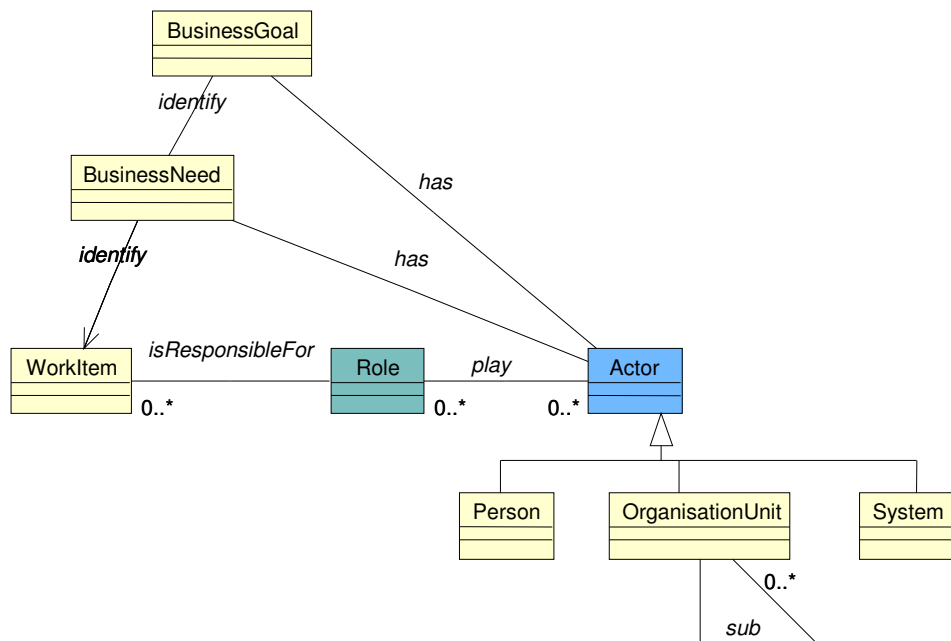 BusinessGoal
identify
BusinessNeed
has
has
identify
WorkItem
isResponsibleFor
Role
play
Actor
0..*
0..*
0..*
Person
OrganisationUnit
System
0..*
sub